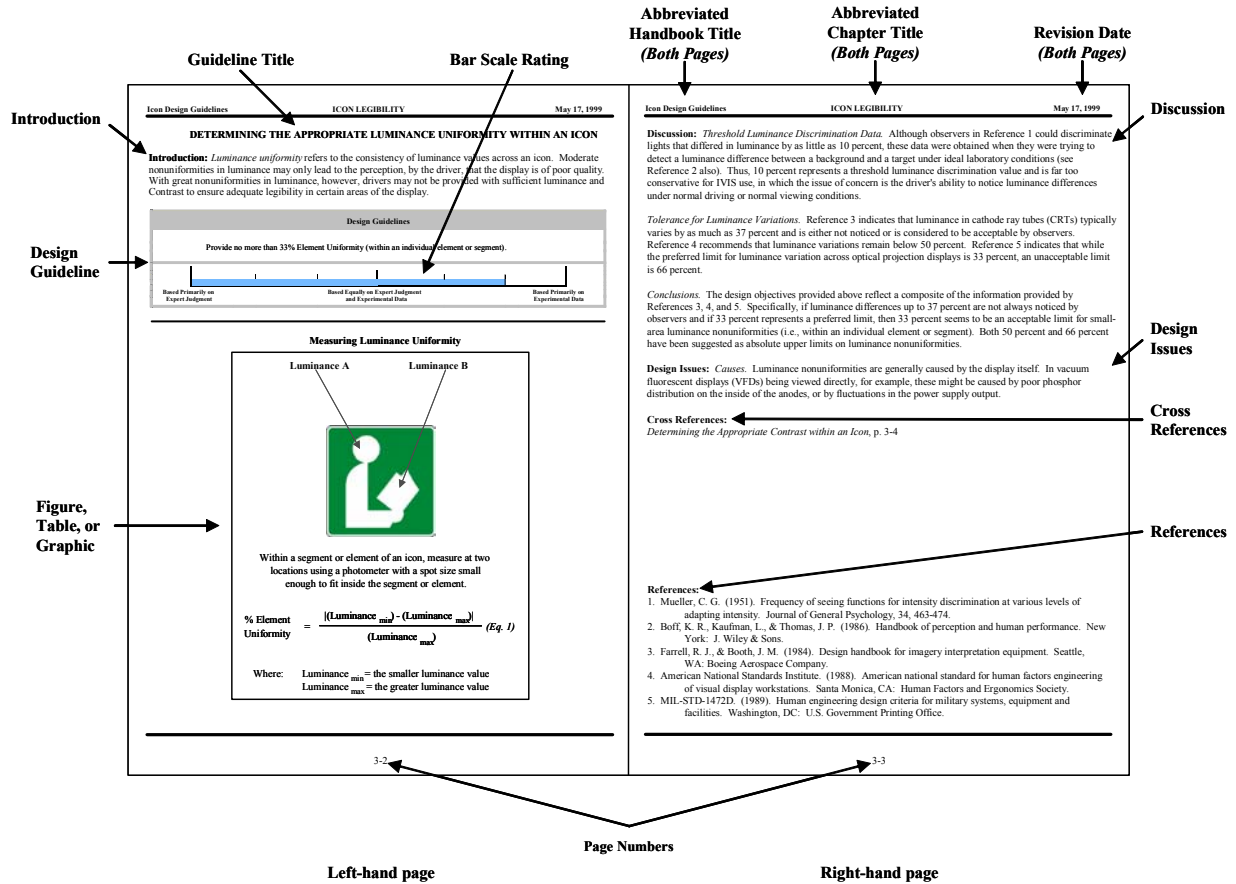 Abbreviated
Handbook Title
(Both Pages)
Abbreviated
Chapter Title
(Both Pages)
Revision Date
(Both Pages)
Guideline Title
Bar Scale Rating
Introduction
Design
Guideline
Figure,
Table, or
Graphic
Icon Design Guidelines ICON LEGIBILITY May 17, 1999
DETERMINING THE APPROPRIATE LUMINANCE UNIFORMITY WITHIN AN ICON
Introduction: Luminance uniformity refers to the consistency of luminance values across an icon. Moderate
nonuniformities in luminance may only lead to the perception, by the driver, that the display is of poor quality.
With great nonuniformities in luminance, however, drivers may not be provided with sufficient luminance and
Contrast to ensure adequate legibility in certain areas of the display.
Design Guidelines
Provide no more than 33% Element Uniformity (within an individual element or segment).
Based Primarily on
Expert Judgment
Based Equally on Expert Judgment
and Experimental Data
Based Primarily on
Experimental Data
Measuring Luminance Uniformity
Luminance A Luminance B
Within a segment or element of an icon, measure at two
locations using a photometer with a spot size small
enough to fit inside the segment or element.
% Element
Uniformity = |(Luminance min) - (Luminance max)| (Eq. 1)
(Luminance max)
Where: Luminance min = the smaller luminance value
Luminance max = the greater luminance value
3-2
Icon Design Guidelines ICON LEGIBILITY May 17, 1999
Discussion: Threshold Luminance Discrimination Data. Although observers in Reference 1 could discriminate
lights that differed in luminance by as little as 10 percent, these data were obtained when they were trying to
detect a luminance difference between a background and a target under ideal laboratory conditions (see
Reference 2 also). Thus, 10 percent represents a threshold luminance discrimination value and is far too
conservative for IVIS use, in which the issue of concern is the driver's ability to notice luminance differences
under normal driving or normal viewing conditions.
Tolerance for Luminance Variations. Reference 3 indicates that luminance in cathode ray tubes (CRTs) typically
varies by as much as 37 percent and is either not noticed or is considered to be acceptable by observers.
Reference 4 recommends that luminance variations remain below 50 percent. Reference 5 indicates that while
the preferred limit for luminance variation across optical projection displays is 33 percent, an unacceptable limit
is 66 percent.
Conclusions. The design objectives provided above reflect a composite of the information provided by
References 3, 4, and 5. Specifically, if luminance differences up to 37 percent are not always noticed by
observers and if 33 percent represents a preferred limit, then 33 percent seems to be an acceptable limit for small-
area luminance nonuniformities (i.e., within an individual element or segment). Both 50 percent and 66 percent
have been suggested as absolute upper limits on luminance nonuniformities.
Design Issues: Causes. Luminance nonuniformities are generally caused by the display itself. In vacuum
fluorescent displays (VFDs) being viewed directly, for example, these might be caused by poor phosphor
distribution on the inside of the anodes, or by fluctuations in the power supply output.
Cross References:
Determining the Appropriate Contrast within an Icon, p. 3-4
References:
1. Mueller, C. G. (1951). Frequency of seeing functions for intensity discrimination at various levels of
adapting intensity. Journal of General Psychology, 34, 463-474.
2. Boff, K. R., Kaufman, L., & Thomas, J. P. (1986). Handbook of perception and human performance. New
York: J. Wiley & Sons.
3. Farrell, R. J., & Booth, J. M. (1984). Design handbook for imagery interpretation equipment. Seattle,
WA: Boeing Aerospace Company.
4. American National Standards Institute. (1988). American national standard for human factors engineering
of visual display workstations. Santa Monica, CA: Human Factors and Ergonomics Society.
5. MIL-STD-1472D. (1989). Human engineering design criteria for military systems, equipment and
facilities. Washington, DC: U.S. Government Printing Office.
3-3
Discussion
Design
Issues
Cross
References
References
Page Numbers
Left-hand page
Right-hand page